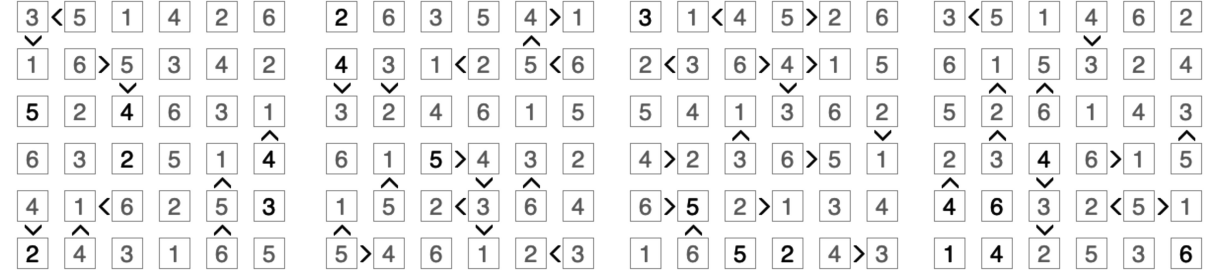 3 < 5 1 4 2 6 2 6 3 5 4 > 1 3 1 < 4 5 > 2 6 3 < 5 1 4 6 2
1 6 > 5 3 4 2 4 3 1 < 2 5 < 6 2 < 3 6 > 4 > 1 5 6 1 5 3 2 4
5 2 4 6 3 1 3 2 4 6 1 5 5 4 1 3 6 2 5 2 6 1 4 3
6 3 2 5 1 4 6 1 5 > 4 3 2 4 > 2 3 6 > 5 1 2 3 4 6 > 1 5
4 1 < 6 2 5 3 1 5 2 < 3 6 4 6 > 5 2 > 1 3 4 4 6 3 2 < 5 > 1
2 4 3 1 6 5 5 > 4 6 1 2 < 3 1 6 5 2 4 > 3 1 4 2 5 3 6